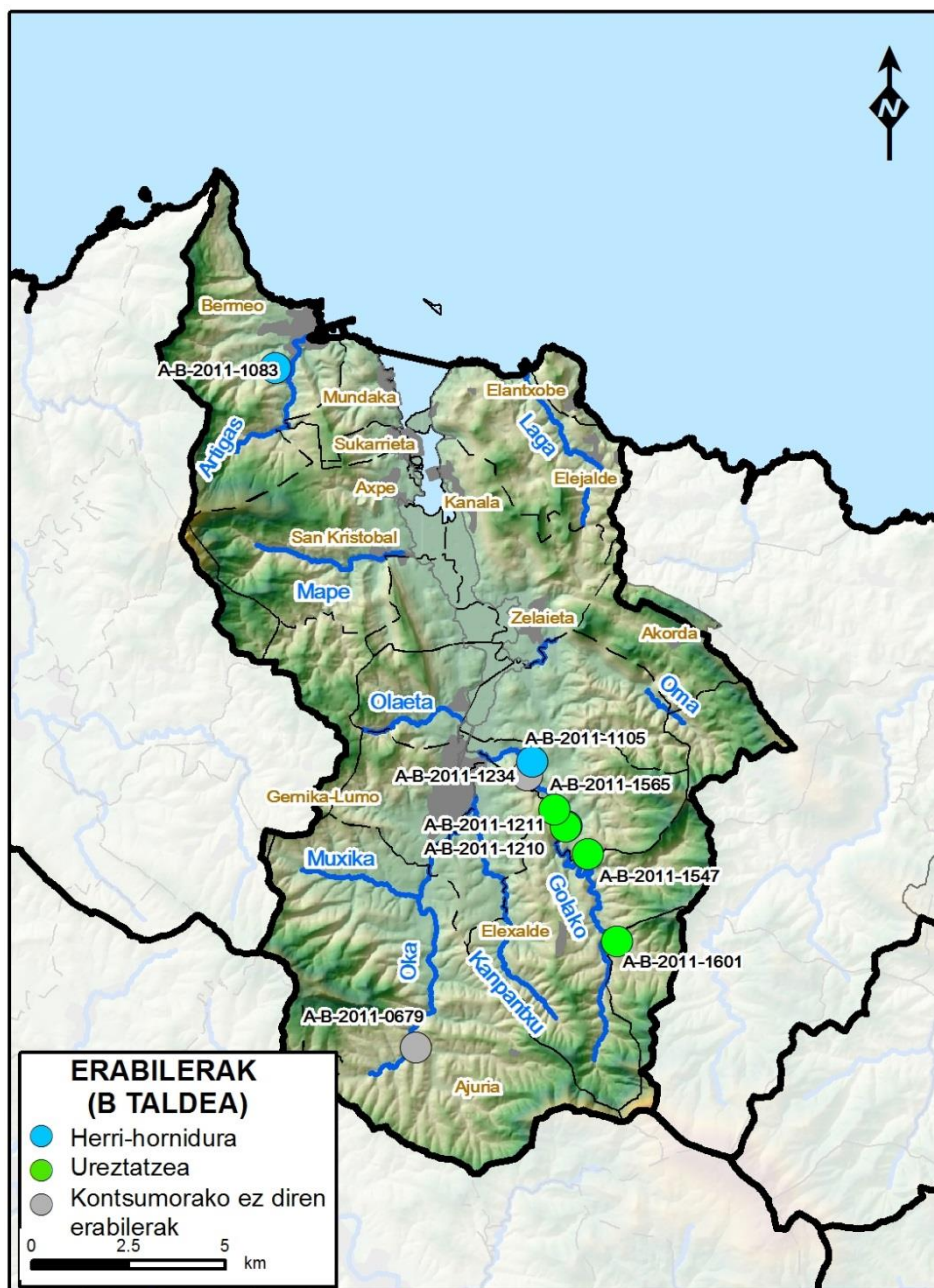 N
Bermeo
A-B-2011-1083
Mundaka
Elantxobe
Artigas
Laga
Sukarrieta
Elejalde
Axpe
Kanala
San Kristobal
Mape
Zelaieta
Akorda
Oma
Olaeta
A-B-2011-1105
A-B-2011-1234
A-B-2011-1565
Gernika-Lumo
A-B-2011-1211
A-B-2011-1210
Muxika
A-B-2011-1547
Golako
Elexalde
Oka
Kanpantxu
A-B-2011-1601
A-B-2011-0679
Ajuria
ERABILERAK
(B TALDEA)
Herri-hornidura
Ureztatzea
Kontsumorako ez diren
erabilerak
0 2.5 5
km